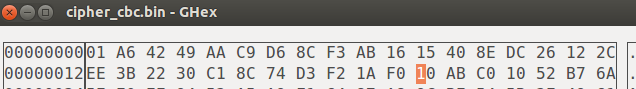 cipher_cbc.bin - GHex
00000000 01 A6 42 49 AA C9 D6 8C F3 AB 16 15 40 8E DC 26 12 2C
00000012 EE 3B 22 30 C1 8C 74 D3 F2 1A F0 10 AB C0 10 52 B7 6A